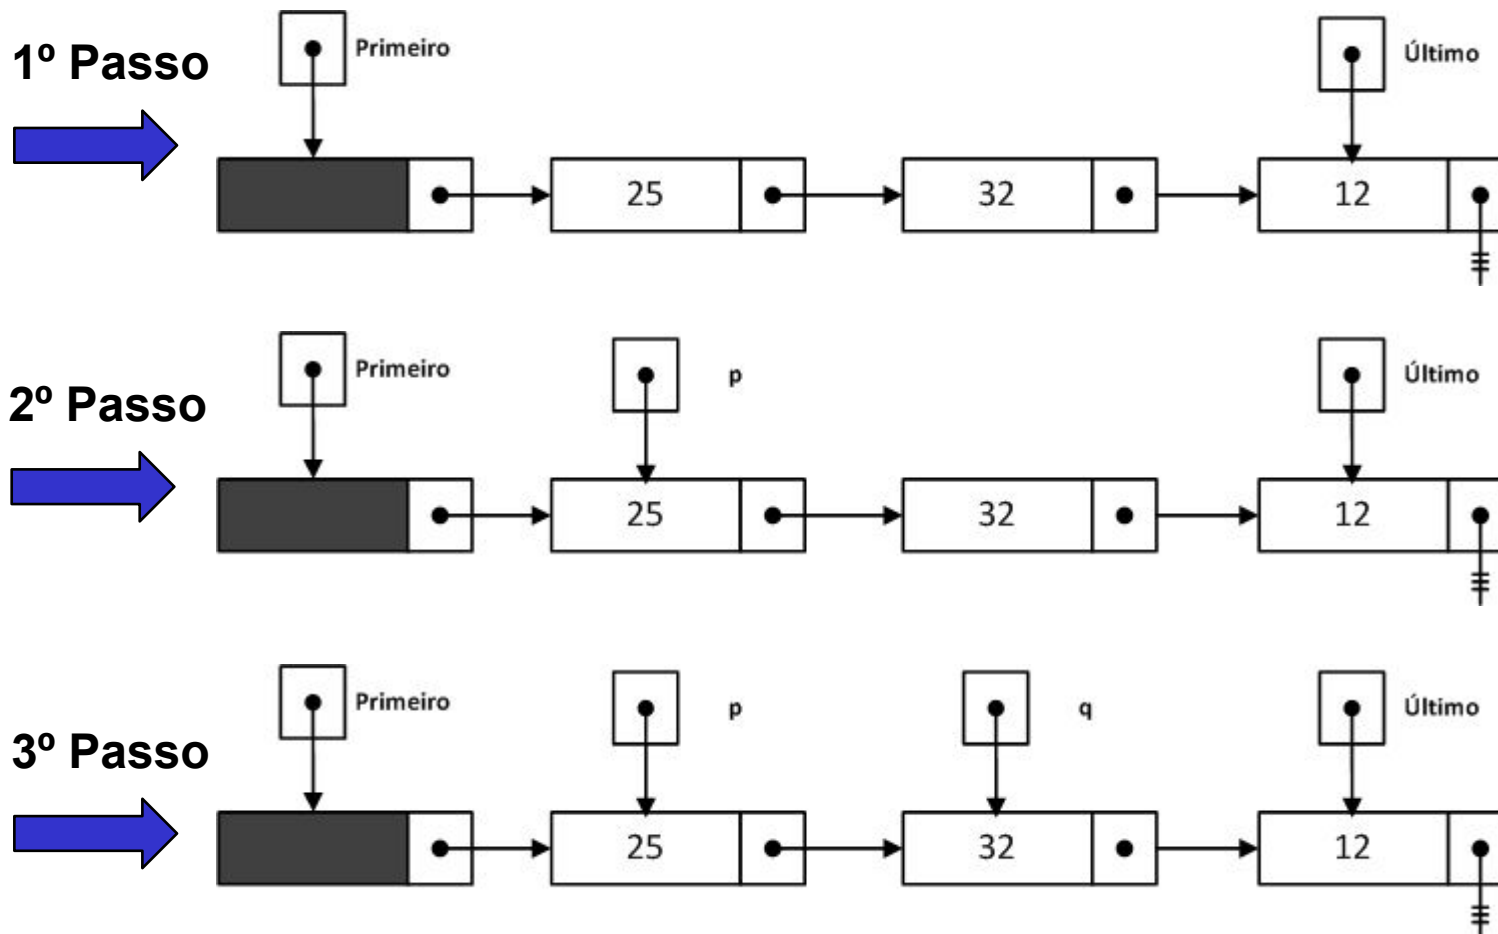 1º Passo
Primeiro
Último
25
32
12
2º Passo
Primeiro
p
Último
25
32
12
3º Passo
Primeiro
p
q
Último
25
32
12